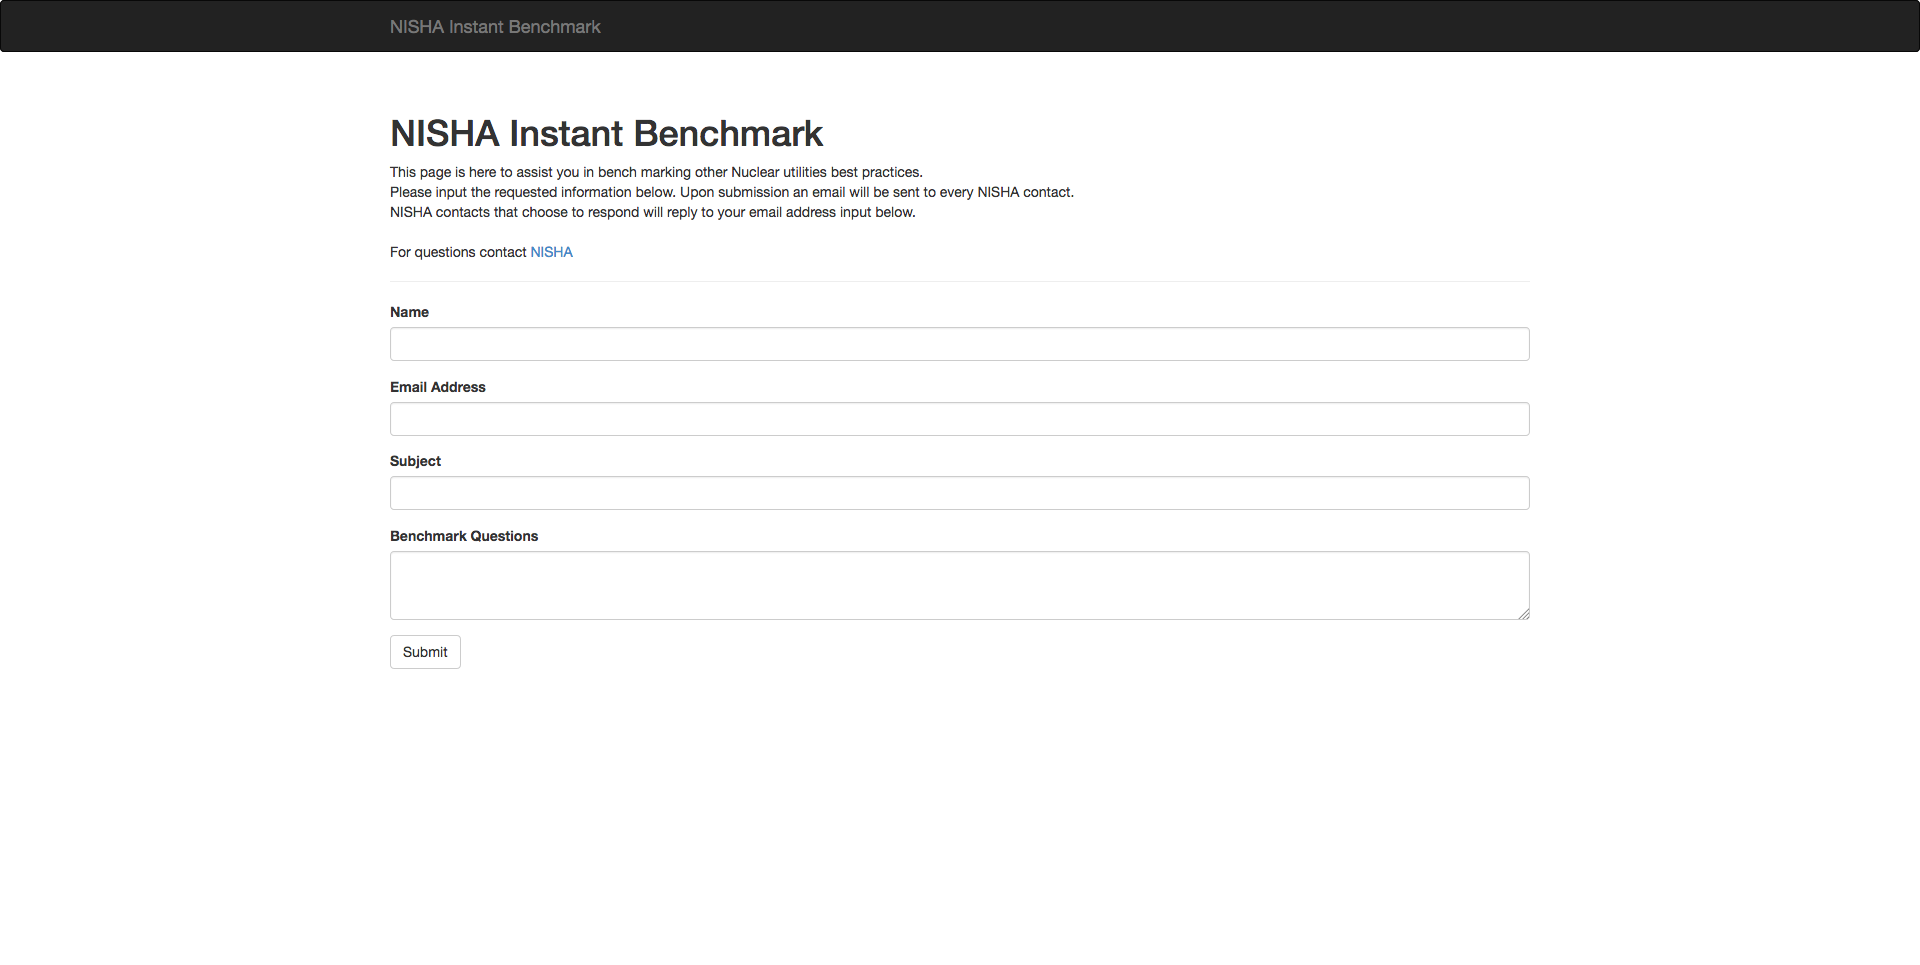 NISHA Instant Benchmark
NISHA Instant Benchmark
This page is here to assist you in bench marking other Nuclear utilities best practices.
Please input the requested information below. Upon submission an email will be sent to every NISHA contact.
NISHA contacts that choose to respond will reply to your email address input below.
For questions contact NISHA
Name
Email Address
Subject
Benchmark Questions
Submit